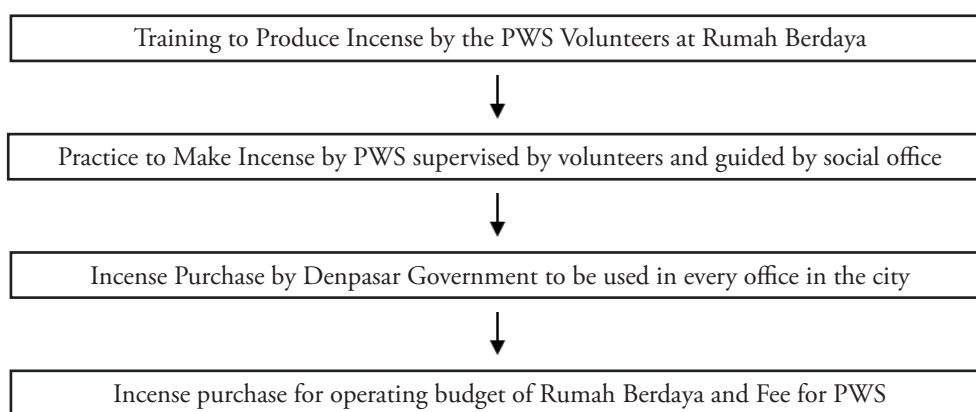 Training to Produce Incense by the PWS Volunteers at Rumah Berdaya
Practice to Make Incense by PWS supervised by volunteers and guided by social office
Incense Purchase by Denpasar Government to be used in every office in the city
Incense purchase for operating budget of Rumah Berdaya and Fee for PWS